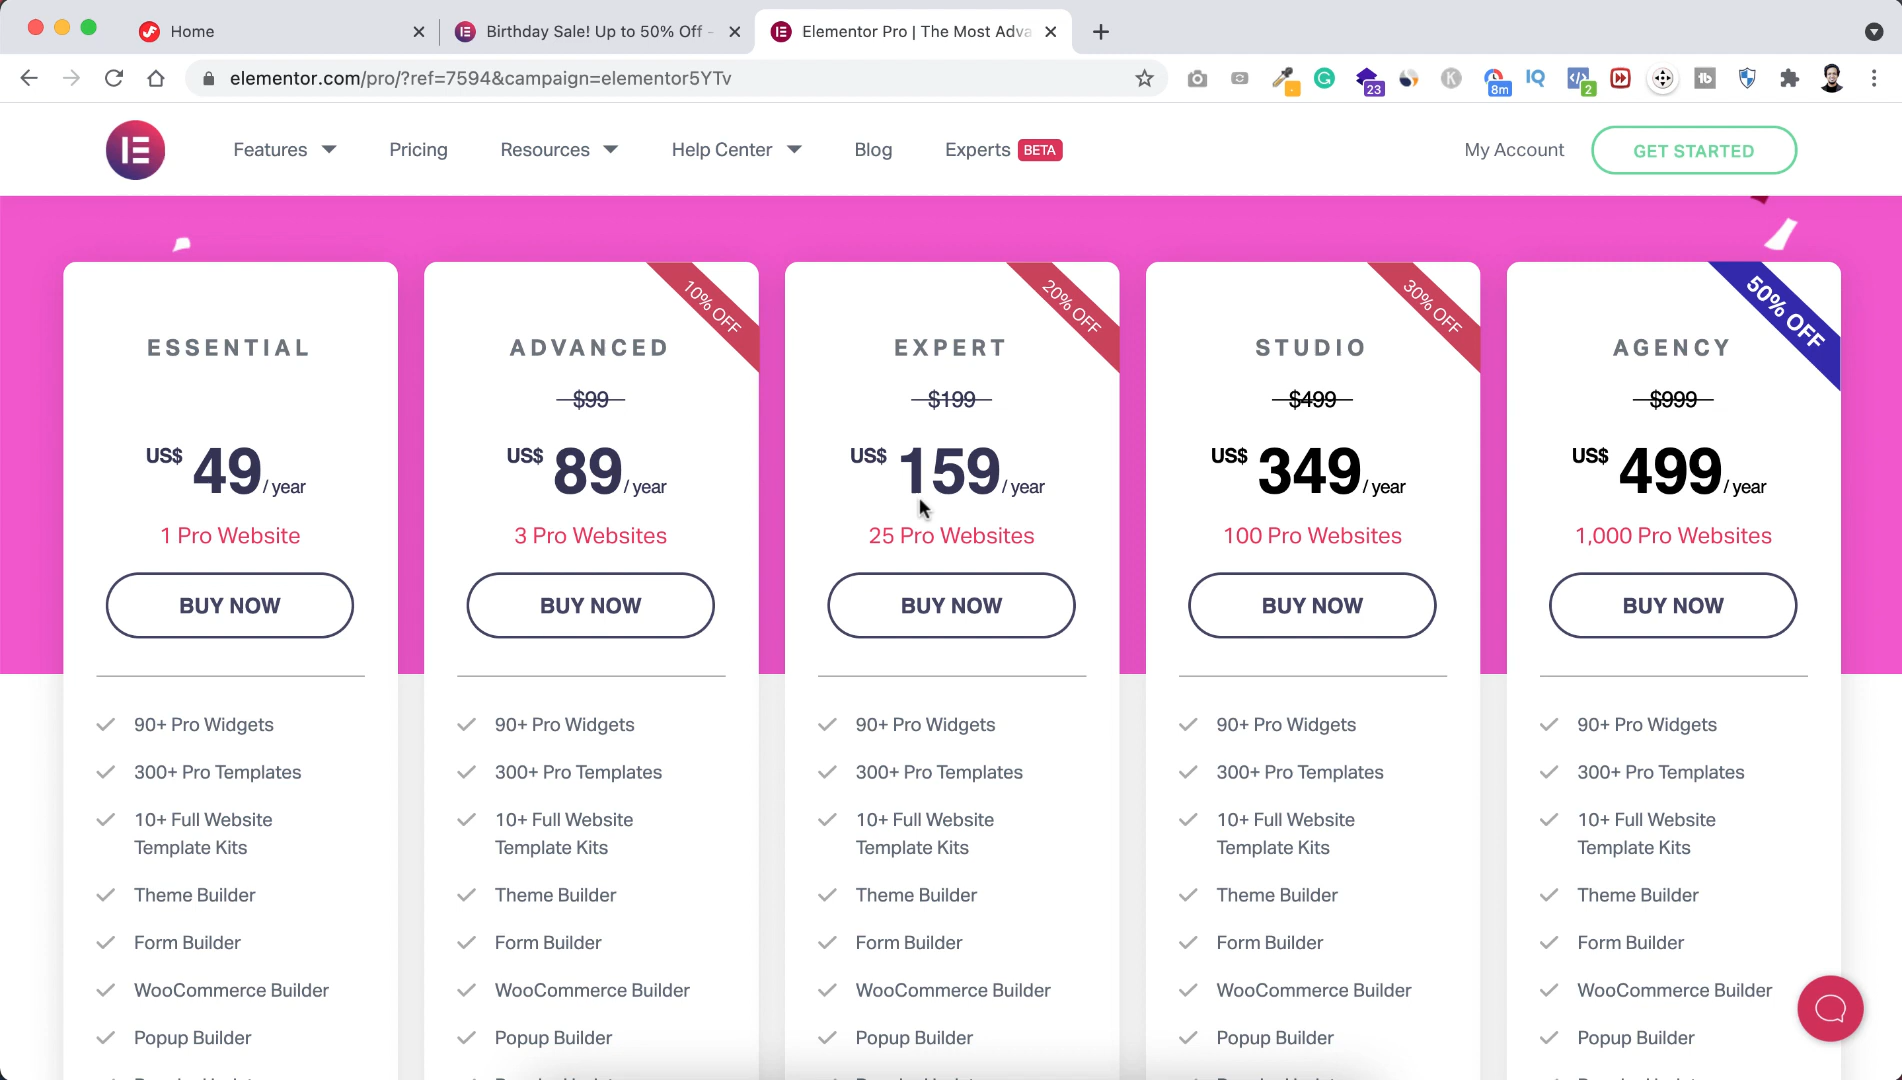 Home
Birthday Sale! Up to 50% Off -
Elementor Pro | The Most Adva
elementor.com/pro/?ref=7594&campaign=elementor5YTv
23
8m
IQ
2
Features
Pricing
Resources
Help Center
Blog
Experts BETA
My Account
GET STARTED
ESSENTIAL
US$ 49 / year
1 Pro Website
BUY NOW
90+ Pro Widgets
300+ Pro Templates
10+ Full Website
Template Kits
Theme Builder
Form Builder
WooCommerce Builder
Popup Builder
10% OFF
ADVANCED
$99
US$ 89 / year
3 Pro Websites
BUY NOW
90+ Pro Widgets
300+ Pro Templates
10+ Full Website
Template Kits
Theme Builder
Form Builder
WooCommerce Builder
Popup Builder
20% OFF
EXPERT
$199
US$ 159 / year
25 Pro Websites
BUY NOW
90+ Pro Widgets
300+ Pro Templates
10+ Full Website
Template Kits
Theme Builder
Form Builder
WooCommerce Builder
Popup Builder
30% OFF
STUDIO
$499
US$ 349 / year
100 Pro Websites
BUY NOW
90+ Pro Widgets
300+ Pro Templates
10+ Full Website
Template Kits
Theme Builder
Form Builder
WooCommerce Builder
Popup Builder
50% OFF
AGENCY
$999
US$ 499 / year
1,000 Pro Websites
BUY NOW
90+ Pro Widgets
300+ Pro Templates
10+ Full Website
Template Kits
Theme Builder
Form Builder
WooCommerce Builder
Popup Builder